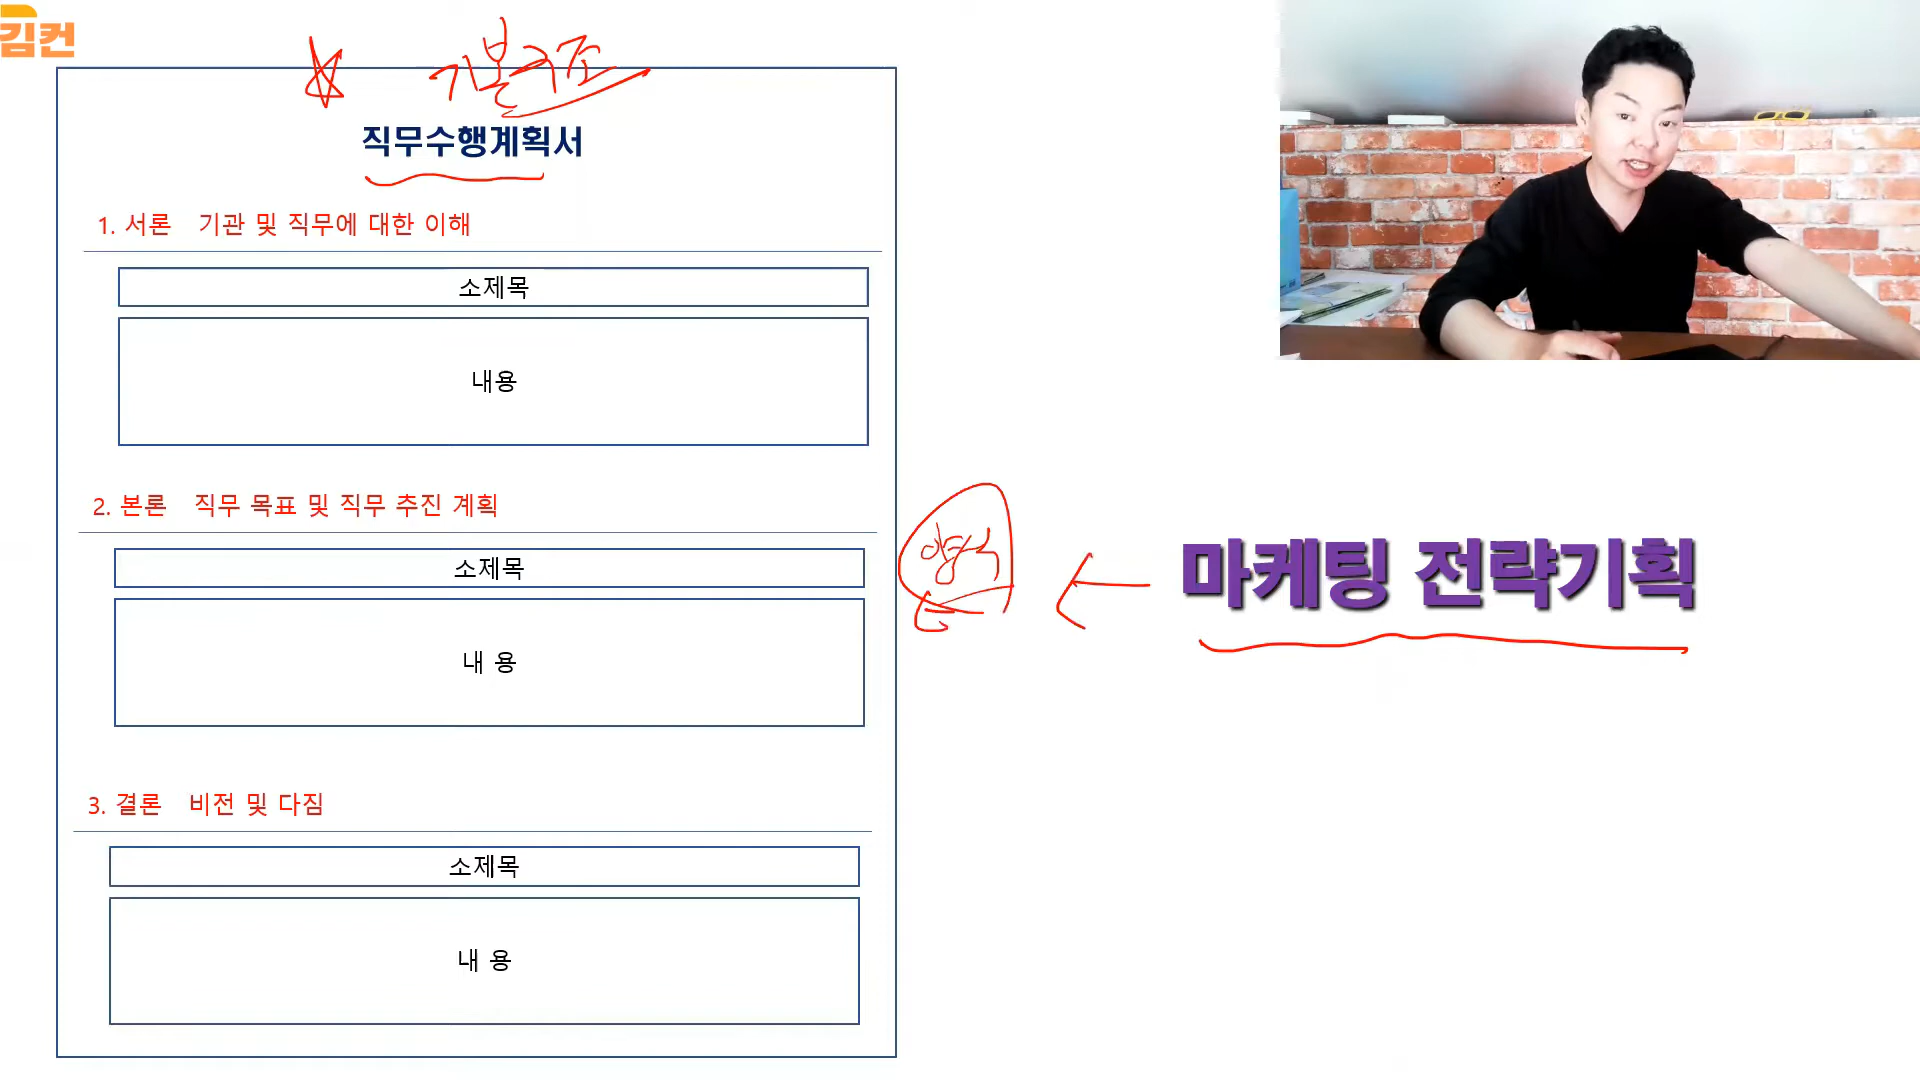 김컨
기본구조
직무수행계획서
1. 서론 기관 및 직무에 대한 이해
소제목
내용
2. 본론 직무 목표 및 직무 추진 계획
소제목
내 용
양식
마케팅 전략기획
3. 결론 비전 및 다짐
소제목
내 용